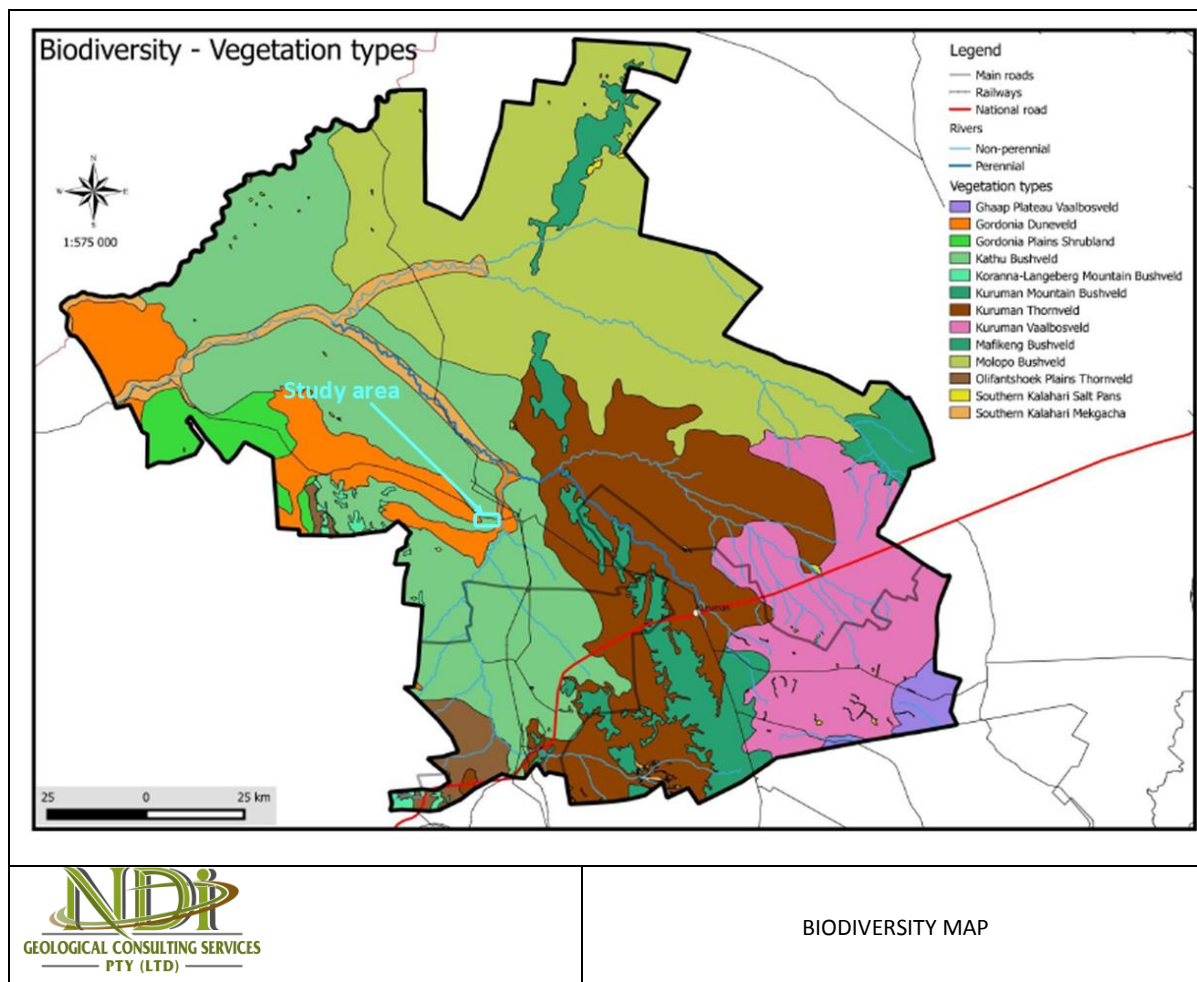 Biodiversity - Vegetation types
N
W
E
S
1:575 000
Legend
Main roads
Railways
National road
Rivers
Non-perennial
Perennial
Vegetation types
Ghaap Plateau Vaalbosveld
Gordonia Duneveld
Gordonia Plains Shrubland
Kathu Bushveld
Koranna-Langeberg Mountain Bushveld
Kuruman Mountain Bushveld
Kuruman Thornveld
Kuruman Vaalbosveld
Mafikeng Bushveld
Molopo Bushveld
Olifantshoek Plains Thornveld
Southern Kalahari Salt Pans
Southern Kalahari Mekgacha
Study area
Kuruman
25 0 25 km
NDi
GEOLOGICAL CONSULTING SERVICES
PTY (LTD)
BIODIVERSITY MAP